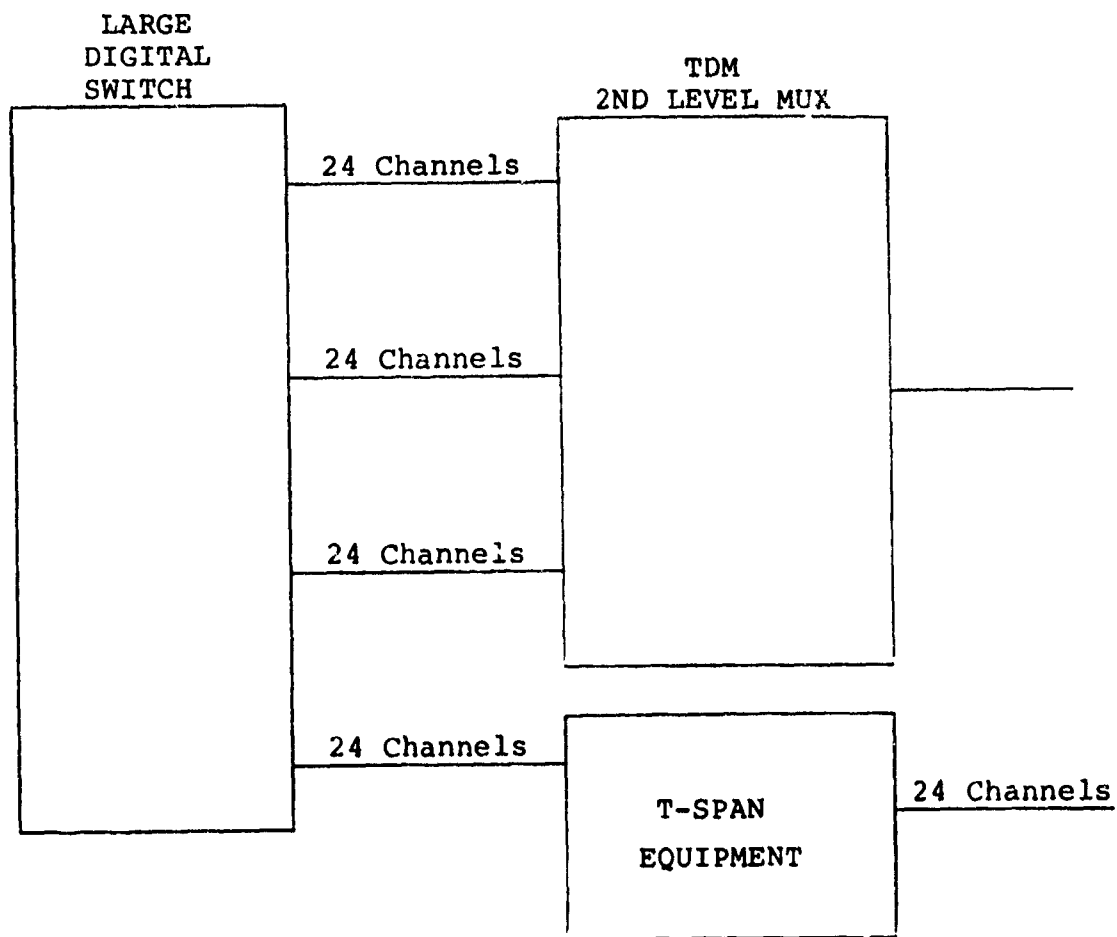 LARGE
DIGITAL
SWITCH
TDM
2ND LEVEL MUX
24 Channels
24 Channels
24 Channels
24 Channels
T-SPAN
EQUIPMENT
24 Channels